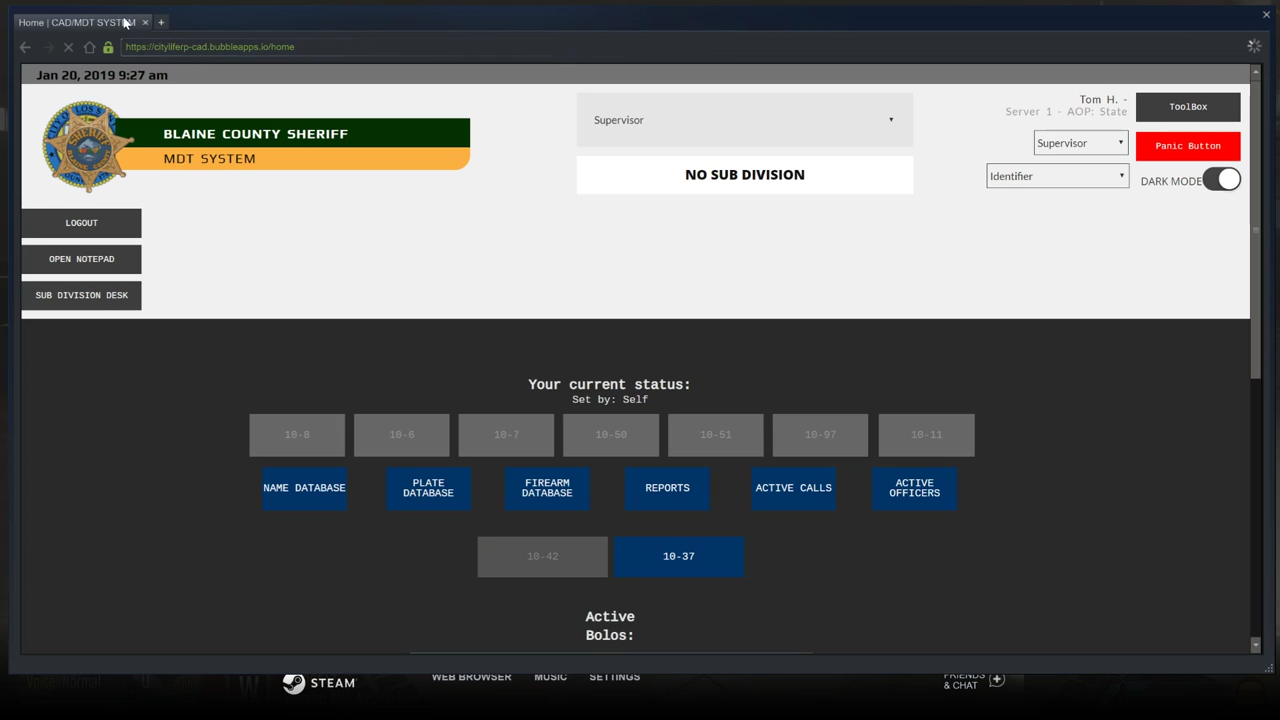 Home | CAD/MDT SYSTEM
https://cityliferp-cad.bubbleapps.io/home
Jan 20, 2019 9:27 am
BLAINE COUNTY SHERIFF
MDT SYSTEM
Supervisor
NO SUB DIVISION
Tom H. -
Server 1 - AOP: State
Supervisor
Identifier
ToolBox
Panic Button
DARK MODE
LOGOUT
OPEN NOTEPAD
SUB DIVISION DESK
Your current status:
Set by: Self
10-8
10-6
10-7
10-50
10-51
10-97
10-11
NAME DATABASE
PLATE
DATABASE
FIREARM
DATABASE
REPORTS
ACTIVE CALLS
ACTIVE
OFFICERS
10-42
10-37
Active
Bolos:
STEAM
WEB BROWSER
MUSIC
SETTINGS
FRIENDS
& CHAT